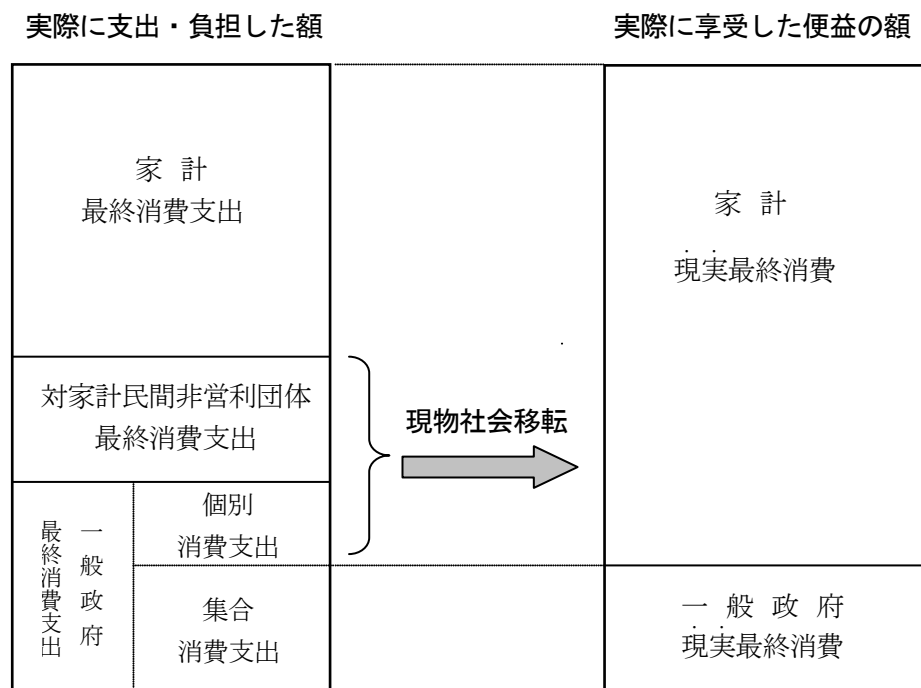 実際に支出・負担した額
実際に享受した便益の額
家 計
最終消費支出
家 計
現実最終消費
対家計民間非営利団体
最終消費支出
現物社会移転
一般政府
最終消費支出
個別
消費支出
集合
消費支出
一 般 政 府
現実最終消費